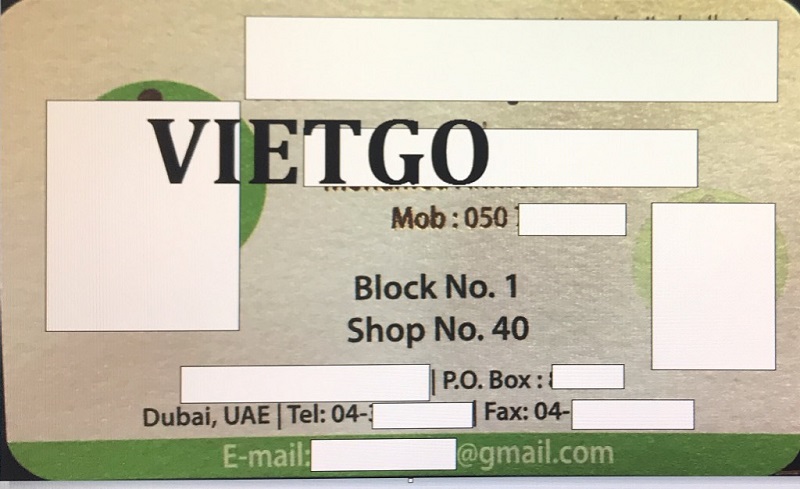 VIETGO
Mob : 050
Block No. 1
Shop No. 40
| P.O. Box :
Dubai, UAE | Tel: 04- | Fax: 04-
E-mail: @gmail.com